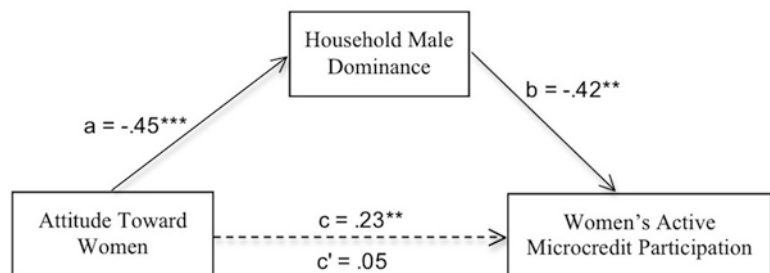 Household Male
Dominance
a = -.45***
b = -.42**
Attitude Toward
Women
c = .23**
c' = .05
Women's Active
Microcredit Participation